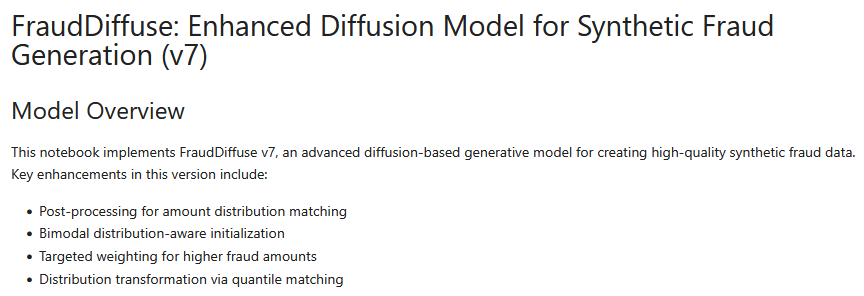 FraudDiffuse: Enhanced Diffusion Model for Synthetic Fraud
Generation (v7)
Model Overview
This notebook implements FraudDiffuse v7, an advanced diffusion-based generative model for creating high-quality synthetic fraud data.
Key enhancements in this version include:
• Post-processing for amount distribution matching
• Bimodal distribution-aware initialization
• Targeted weighting for higher fraud amounts
• Distribution transformation via quantile matching